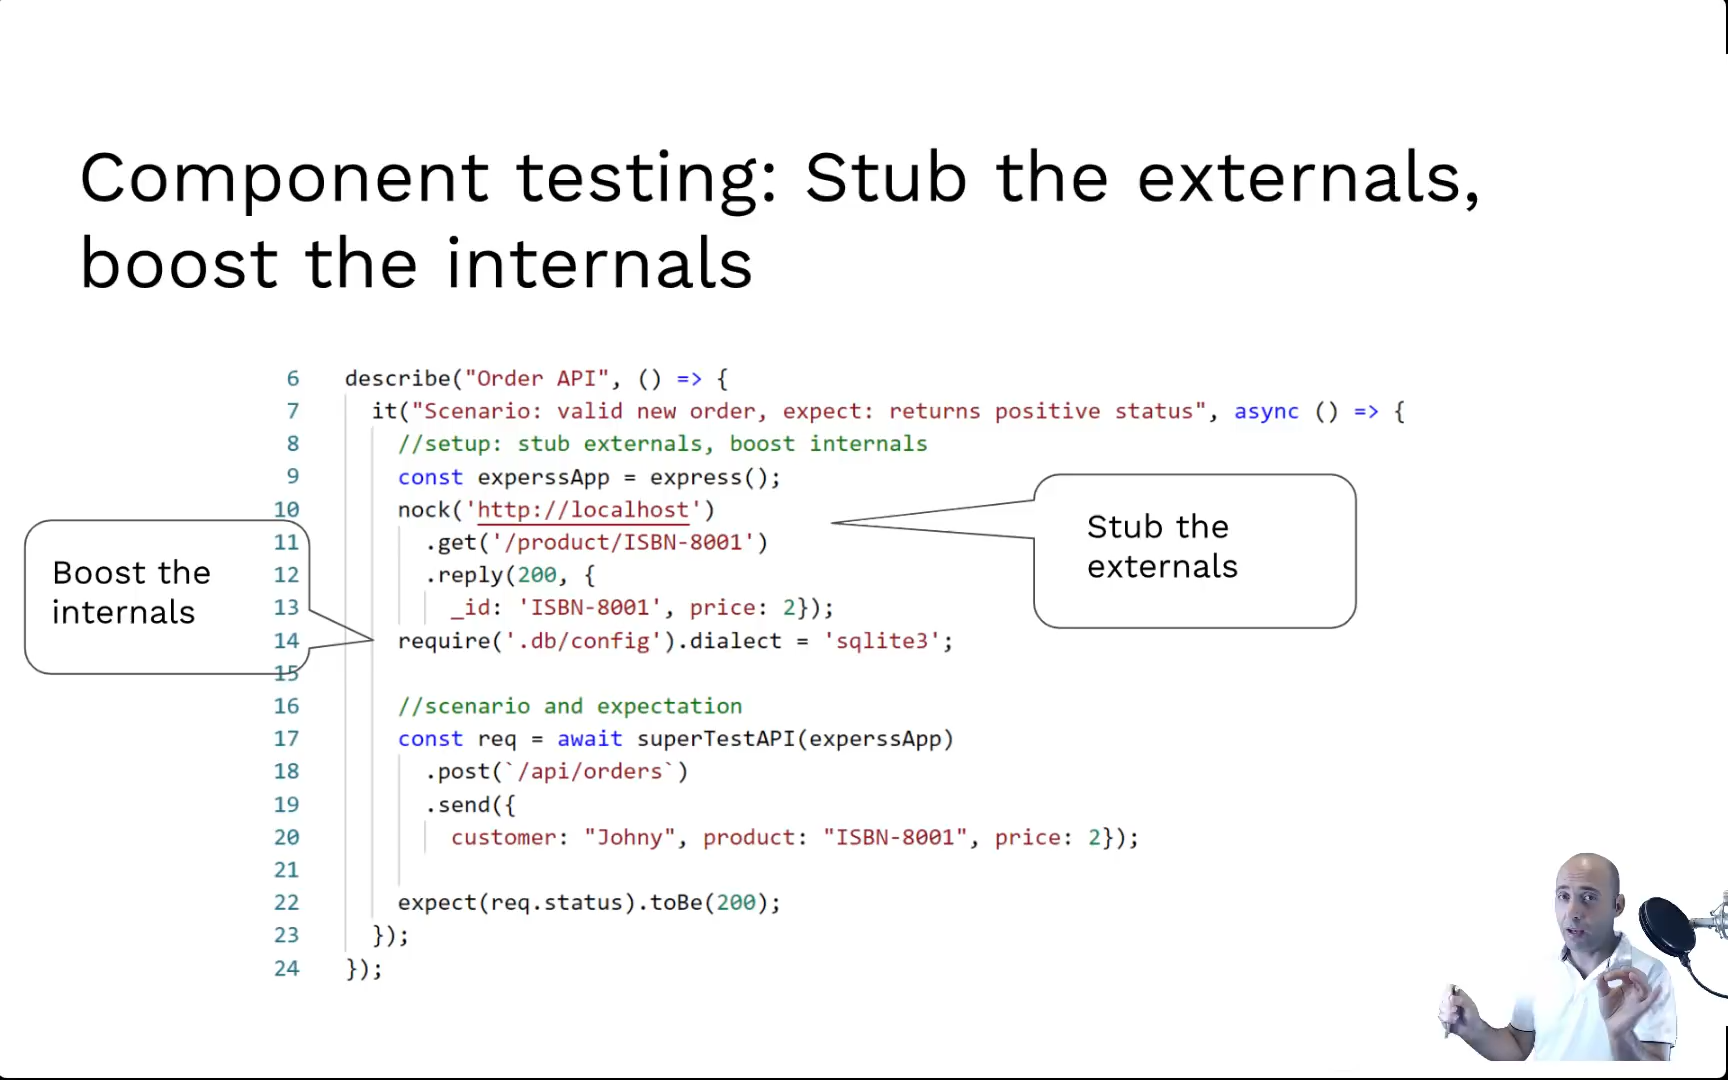 Component testing: Stub the externals,
boost the internals
6 describe("Order API", () => {
7 it("Scenario: valid new order, expect: returns positive status", async () => {
8 //setup: stub externals, boost internals
9 const experssApp = express();
10 nock('http://localhost')
11 .get('/product/ISBN-8001')
12 .reply(200, {
13 _id: 'ISBN-8001', price: 2});
14 require('.db/config').dialect = 'sqlite3';
15
16 //scenario and expectation
17 const req = await superTestAPI(experssApp)
18 .post(`/api/orders`)
19 .send({
20 customer: "Johny", product: "ISBN-8001", price: 2});
21
22 expect(req.status).toBe(200);
23 });
24 });
Boost the
internals
Stub the
externals